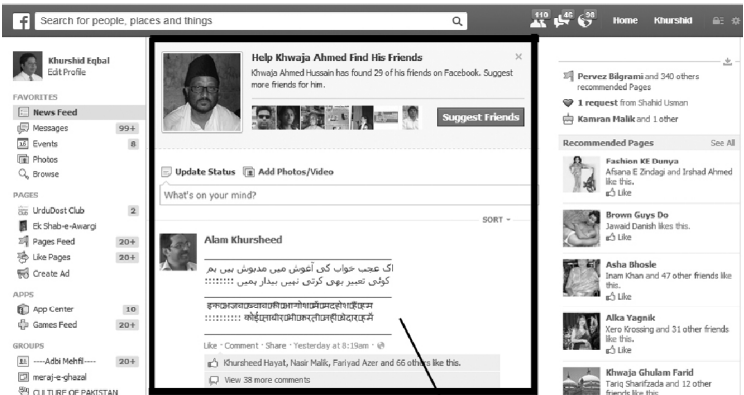 f
Search for people, places and things
110
46
98
Home
Khurshid
Khurshid Eqbal
Edit Profile
FAVORITES
News Feed
Messages 99+
Events 8
Photos
Browse
PAGES
UrduDost Club 2
Ek Shab-e-Awargi
Pages Feed 20+
Like Pages 20+
Create Ad
APPS
App Center 10
Games Feed 20+
GROUPS
----Adbi Mehfil---- 20+
meraj-e-ghazal
CULTURE OF PAKISTAN
Help Khwaja Ahmed Find His Friends
Khwaja Ahmed Hussain has found 29 of his friends on Facebook. Suggest
more friends for him.
Suggest Friends
Update Status Add Photos/Video
What's on your mind?
SORT
Alam Khursheed
اک عجب خواب کی آغوش میں مدہوش ہیں ہم
کوئی تعبیر بھی کرتی نہیں بیدار ہمیں ::::::::
Like · Comment · Share · Yesterday at 8:19am ·
Khursheed Hayat, Nasir Malik, Fariyad Azer and 66 others like this.
View 38 more comments
Pervez Bilgrami and 340 others
recommended Pages
1 request from Shahid Usman
Kamran Malik and 1 other
Recommended Pages See All
Fashion KE Dunya
Afsana E Zindagi and Irshad Ahmed
like this.
Like
Brown Guys Do
Jawaid Danish likes this.
Like
Asha Bhosle
Inam Khan and 47 other friends like
this.
Like
Alka Yagnik
Xero Krossing and 31 other friends
like this.
Like
Khwaja Ghulam Farid
Tariq Sharifzada and 12 other
friends like this.